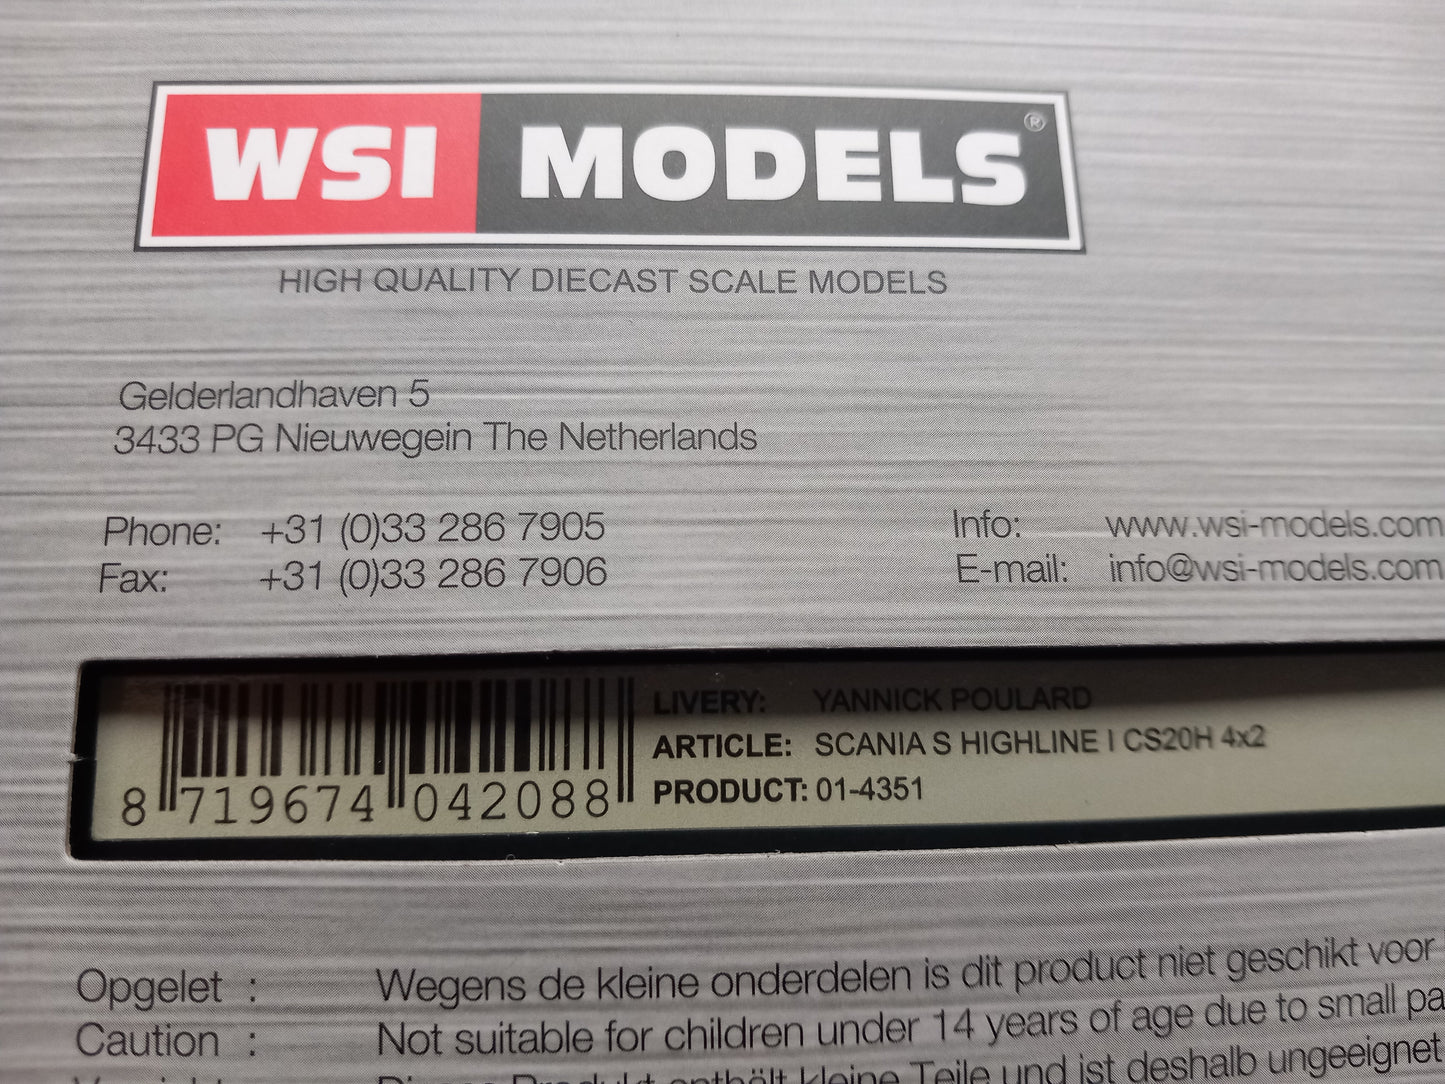 WSI MODELS®
HIGH QUALITY DIECAST SCALE MODELS
Gelderlandhaven 5
3433 PG Nieuwegein The Netherlands
Phone: +31 (0)33 286 7905
Fax: +31 (0)33 286 7906
Info: www.wsi-models.com
E-mail: info@wsi-models.com
LIVERY: YANNICK POULARD
ARTICLE: SCANIA S HIGHLINE | CS20H 4x2
PRODUCT: 01-4351
8 719674 042088
Opgelet : Wegens de kleine onderdelen is dit product niet geschikt voor
Caution : Not suitable for children under 14 years of age due to small pa
Produkt enthält kleine Teile und ist deshalb ungeeignet